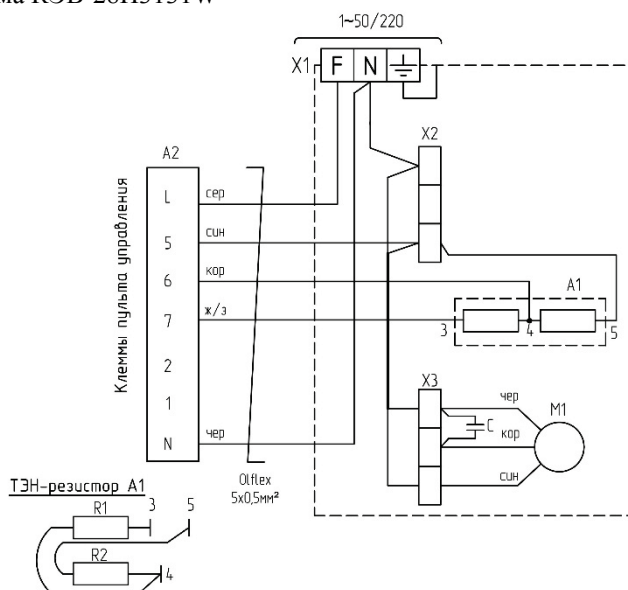 1~50/220
X1 F N
X2
A2
Клеммы пульта управления
L сер
5 син
6 кор
7 ж/з
2
1
N чер
A1
3 4 5
X3
чер
C
кор
син
M1
Olflex
5х0,5мм²
ТЭН-резистор A1
R1 3 5
R2 4